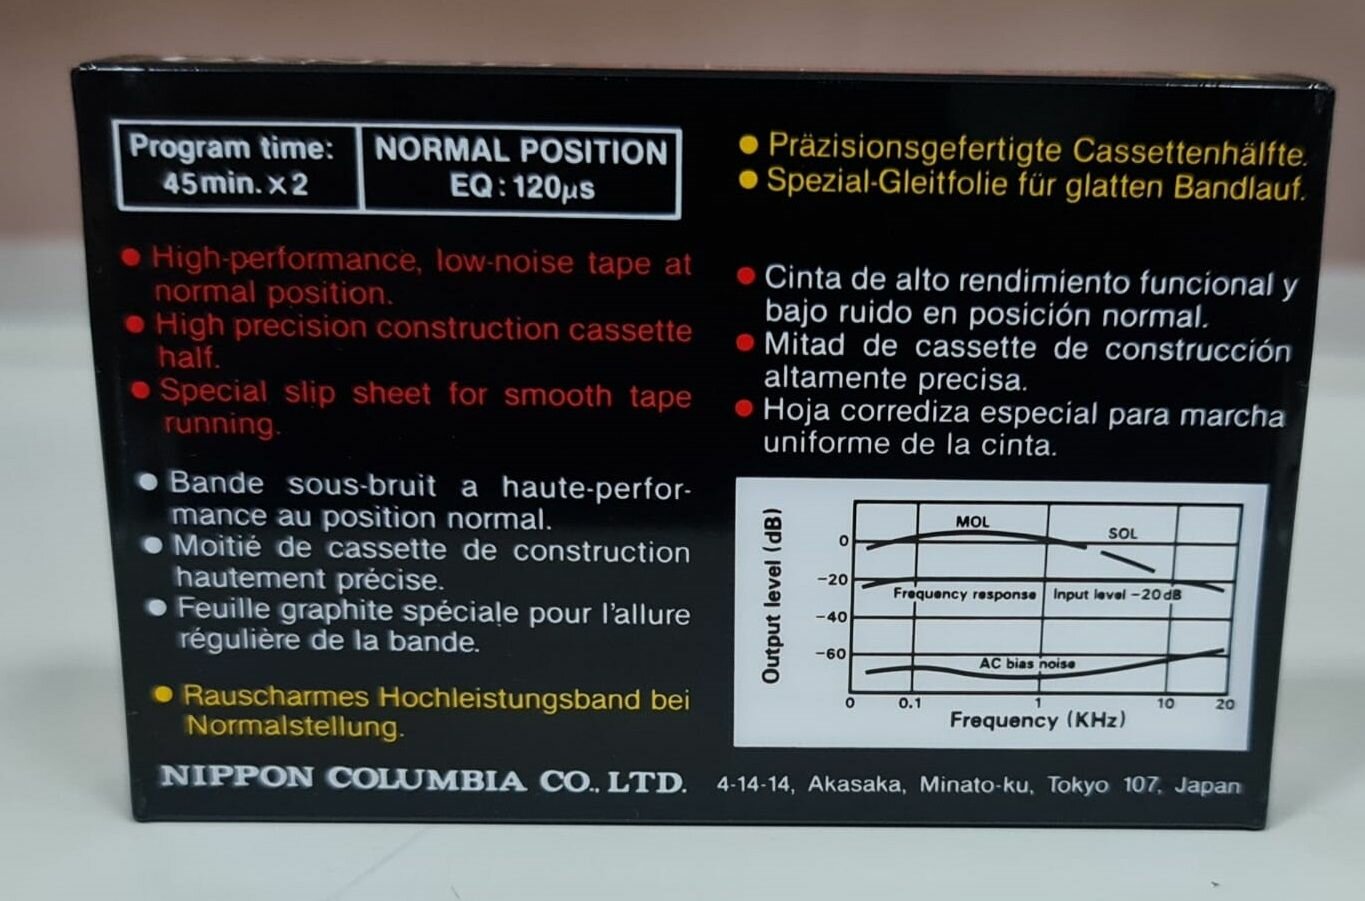 Program time:
45min. x 2
NORMAL POSITION
EQ : 120µs
● High-performance, low-noise tape at
normal position.
● High precision construction cassette
half.
● Special slip sheet for smooth tape
running.
● Bande sous-bruit a haute-perfor-
mance au position normal.
● Moitié de cassette de construction
hautement précise.
● Feuille graphite spéciale pour l'allure
régulière de la bande.
● Rauscharmes Hochleistungsband bei
Normalstellung.
● Präzisionsgefertigte Cassettenhälfte.
● Spezial-Gleitfolie für glatten Bandlauf.
● Cinta de alto rendimiento funcional y
bajo ruido en posición normal.
● Mitad de cassette de construcción
altamente precisa.
● Hoja corrediza especial para marcha
uniforme de la cinta.
Output level (dB)
0
-20
-40
-60
MOL
SOL
Frequency response Input level -20dB
AC bias noise
0 0.1 1 10 20
Frequency (KHz)
NIPPON COLUMBIA CO., LTD. 4-14-14, Akasaka, Minato-ku, Tokyo 107, Japan